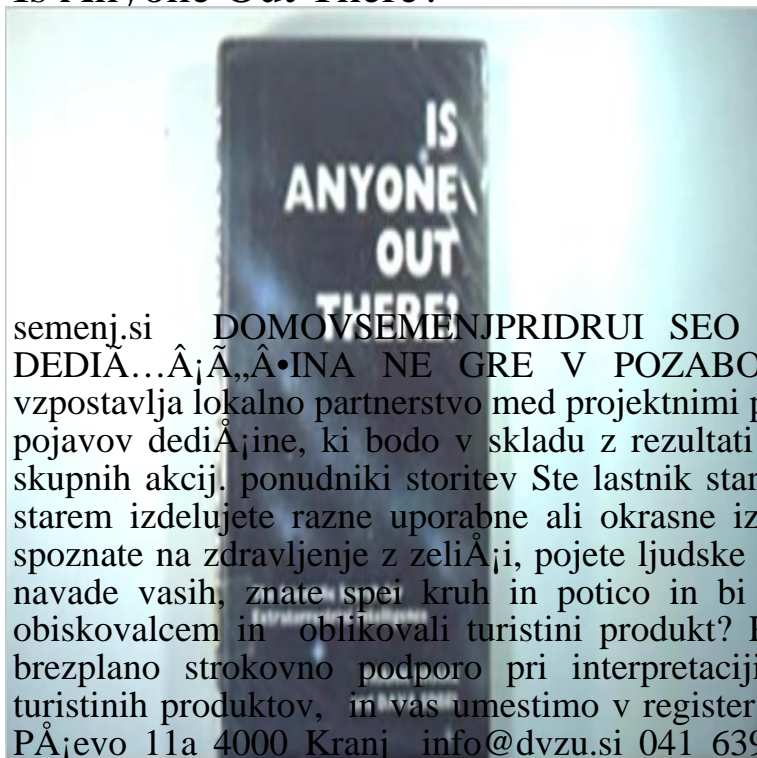 Is Anyone Out There?
IS
ANYONE
OUT
THERE?
semenj.si DOMOVSEMENJPRIDRUI SEO
DEDIÃ…Â¡Ã„Â•INA NE GRE V POZABO
vzpostavlja lokalno partnerstvo med projektnimi p
pojavov dediÅ¡ine, ki bodo v skladu z rezultati
skupnih akcij. ponudniki storitev Ste lastnik star
starem izdelujete razne uporabne ali okrasne iz
spoznate na zdravljenje z zeliÅ¡i, pojete ljudske
navade vasih, znate spei kruh in potico in bi
obiskovalcem in oblikovali turistini produkt?
brezplano strokovno podporo pri interpretaciji
turistinih produktov, in vas umestimo v register
PÅ¡evo 11a 4000 Kranj info@dvzu.si 041 639